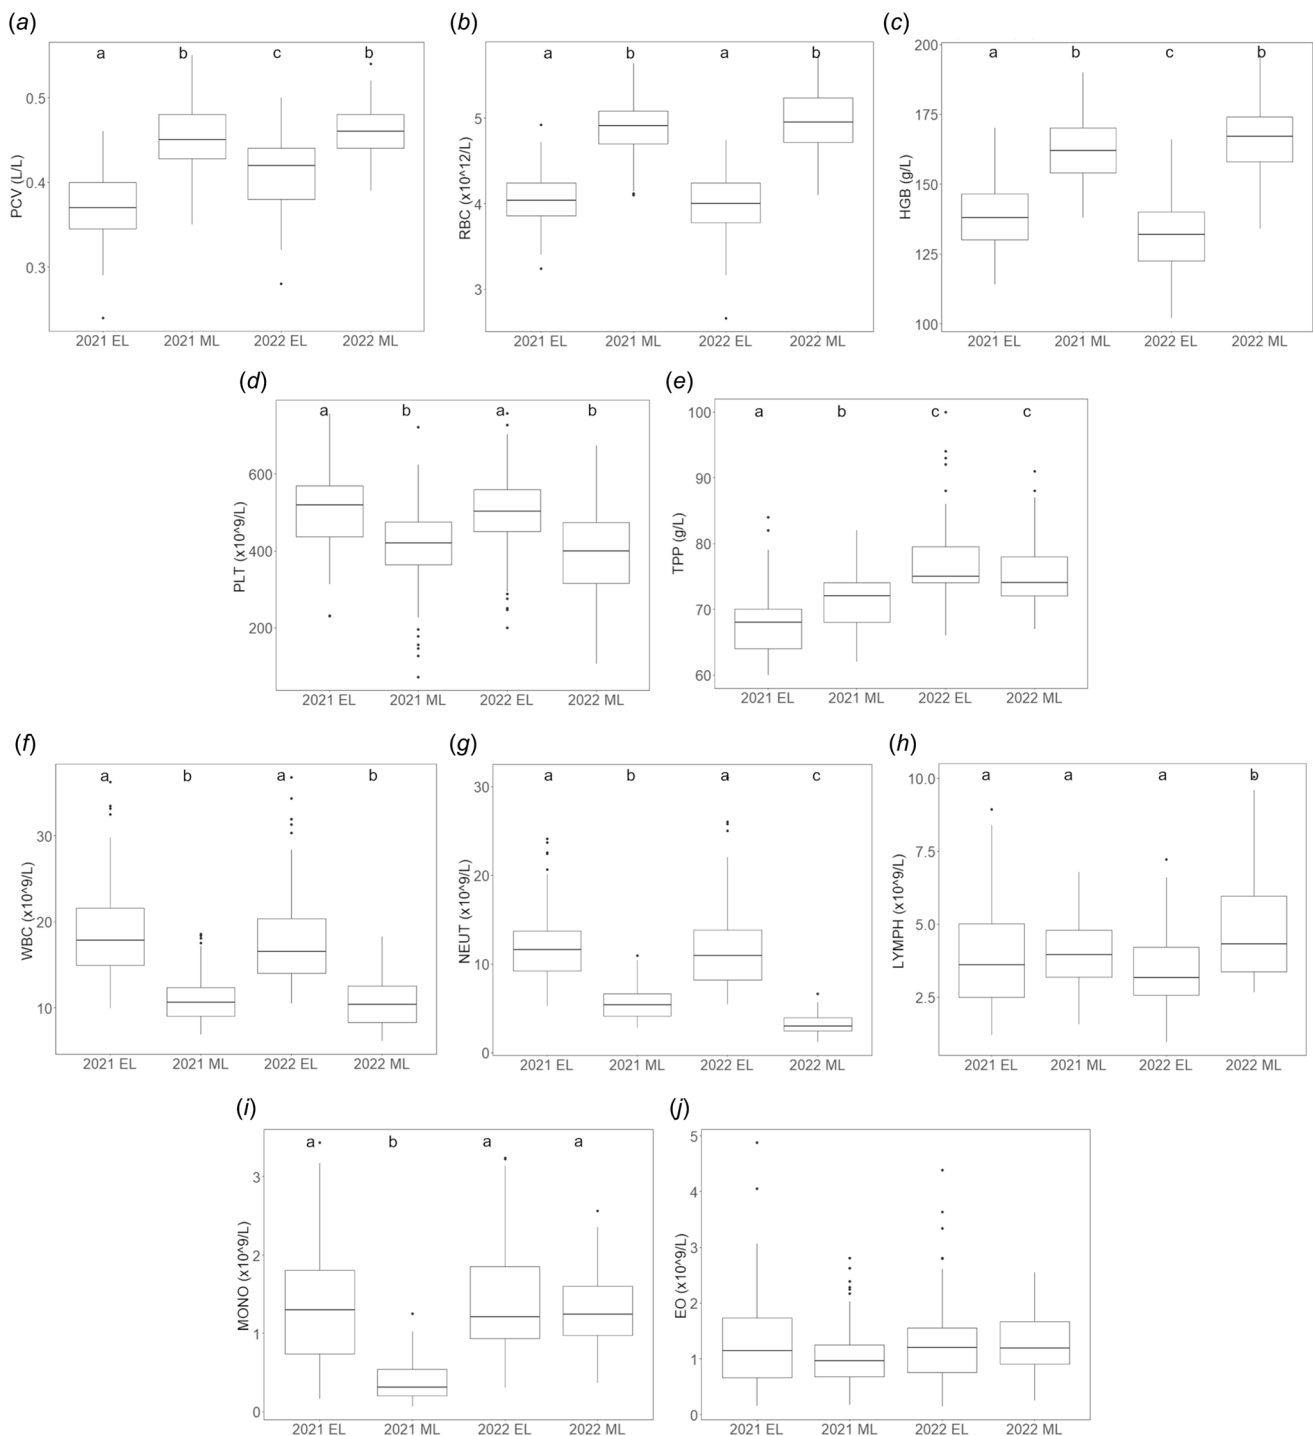 (a)
a b c b
PCV (L/L)
0.5
0.4
0.3
2021 EL 2021 ML 2022 EL 2022 ML
(b)
a b a b
RBC (x10^12/L)
5
4
3
2021 EL 2021 ML 2022 EL 2022 ML
(c)
a b c b
HGB (g/L)
200
175
150
125
100
2021 EL 2021 ML 2022 EL 2022 ML
(d)
a b a b
PLT (x10^9/L)
600
400
200
2021 EL 2021 ML 2022 EL 2022 ML
(e)
a b c c
TPP (g/L)
100
90
80
70
60
2021 EL 2021 ML 2022 EL 2022 ML
(f)
a b a b
WBC (x10^9/L)
30
20
10
2021 EL 2021 ML 2022 EL 2022 ML
(g)
a b a c
NEUT (x10^9/L)
30
20
10
0
2021 EL 2021 ML 2022 EL 2022 ML
(h)
a a a b
LYMPH (x10^9/L)
10.0
7.5
5.0
2.5
2021 EL 2021 ML 2022 EL 2022 ML
(i)
a b a a
MONO (x10^9/L)
3
2
1
0
2021 EL 2021 ML 2022 EL 2022 ML
(j)
EO (x10^9/L)
5
4
3
2
1
0
2021 EL 2021 ML 2022 EL 2022 ML